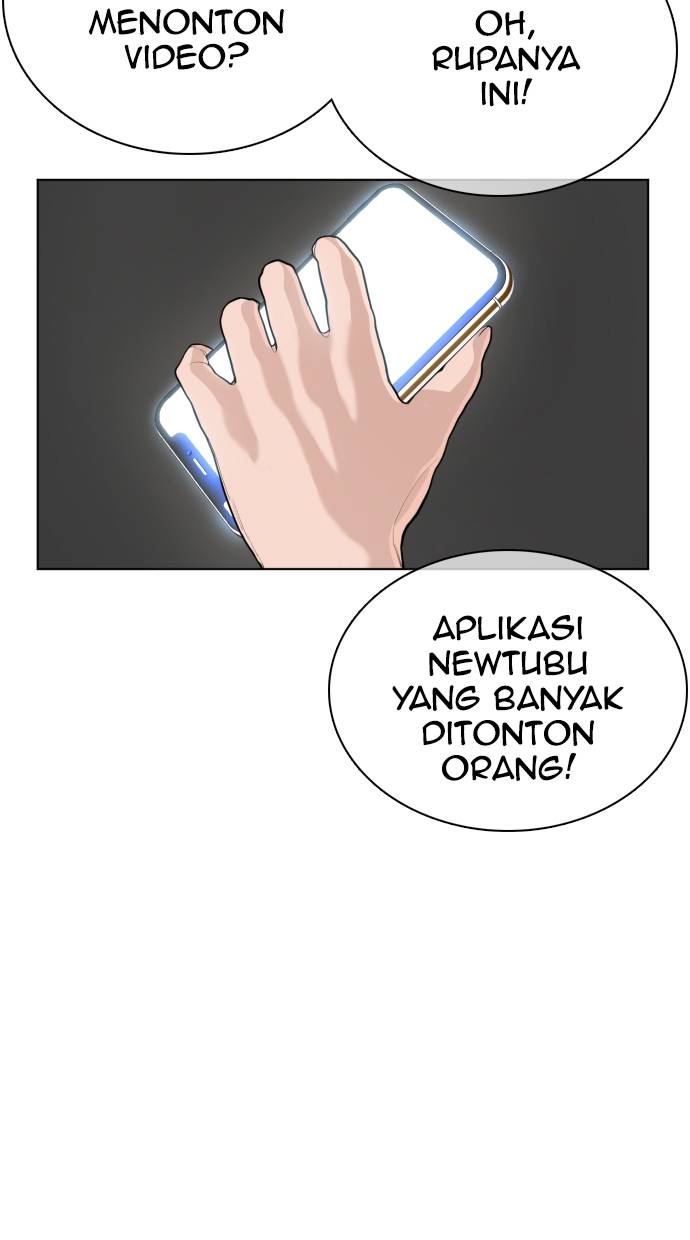 MENONTON
VIDEO?
OH,
RUPANYA
INI!
APLIKASI
NEWTUBU
YANG BANYAK
DITONTON
ORANG!